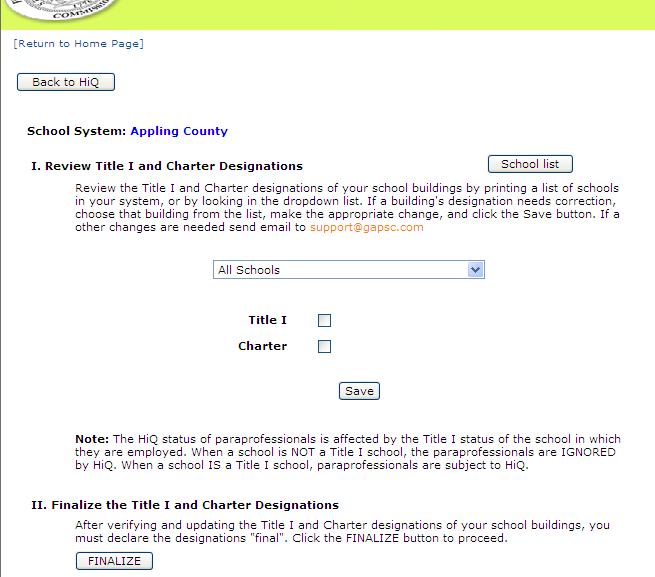 COMMISSIO
[Return to Home Page]
Back to HiQ
School System: Appling County
I. Review Title I and Charter Designations
School list
Review the Title I and Charter designations of your school buildings by printing a list of schools
in your system, or by looking in the dropdown list. If a building's designation needs correction,
choose that building from the list, make the appropriate change, and click the Save button. If a
other changes are needed send email to support@gapsc.com
All Schools
Title I
Charter
Save
Note: The HiQ status of paraprofessionals is affected by the Title I status of the school in which
they are employed. When a school is NOT a Title I school, the paraprofessionals are IGNORED
by HiQ. When a school IS a Title I school, paraprofessionals are subject to HiQ.
II. Finalize the Title I and Charter Designations
After verifying and updating the Title I and Charter designations of your school buildings, you
must declare the designations "final". Click the FINALIZE button to proceed.
FINALIZE